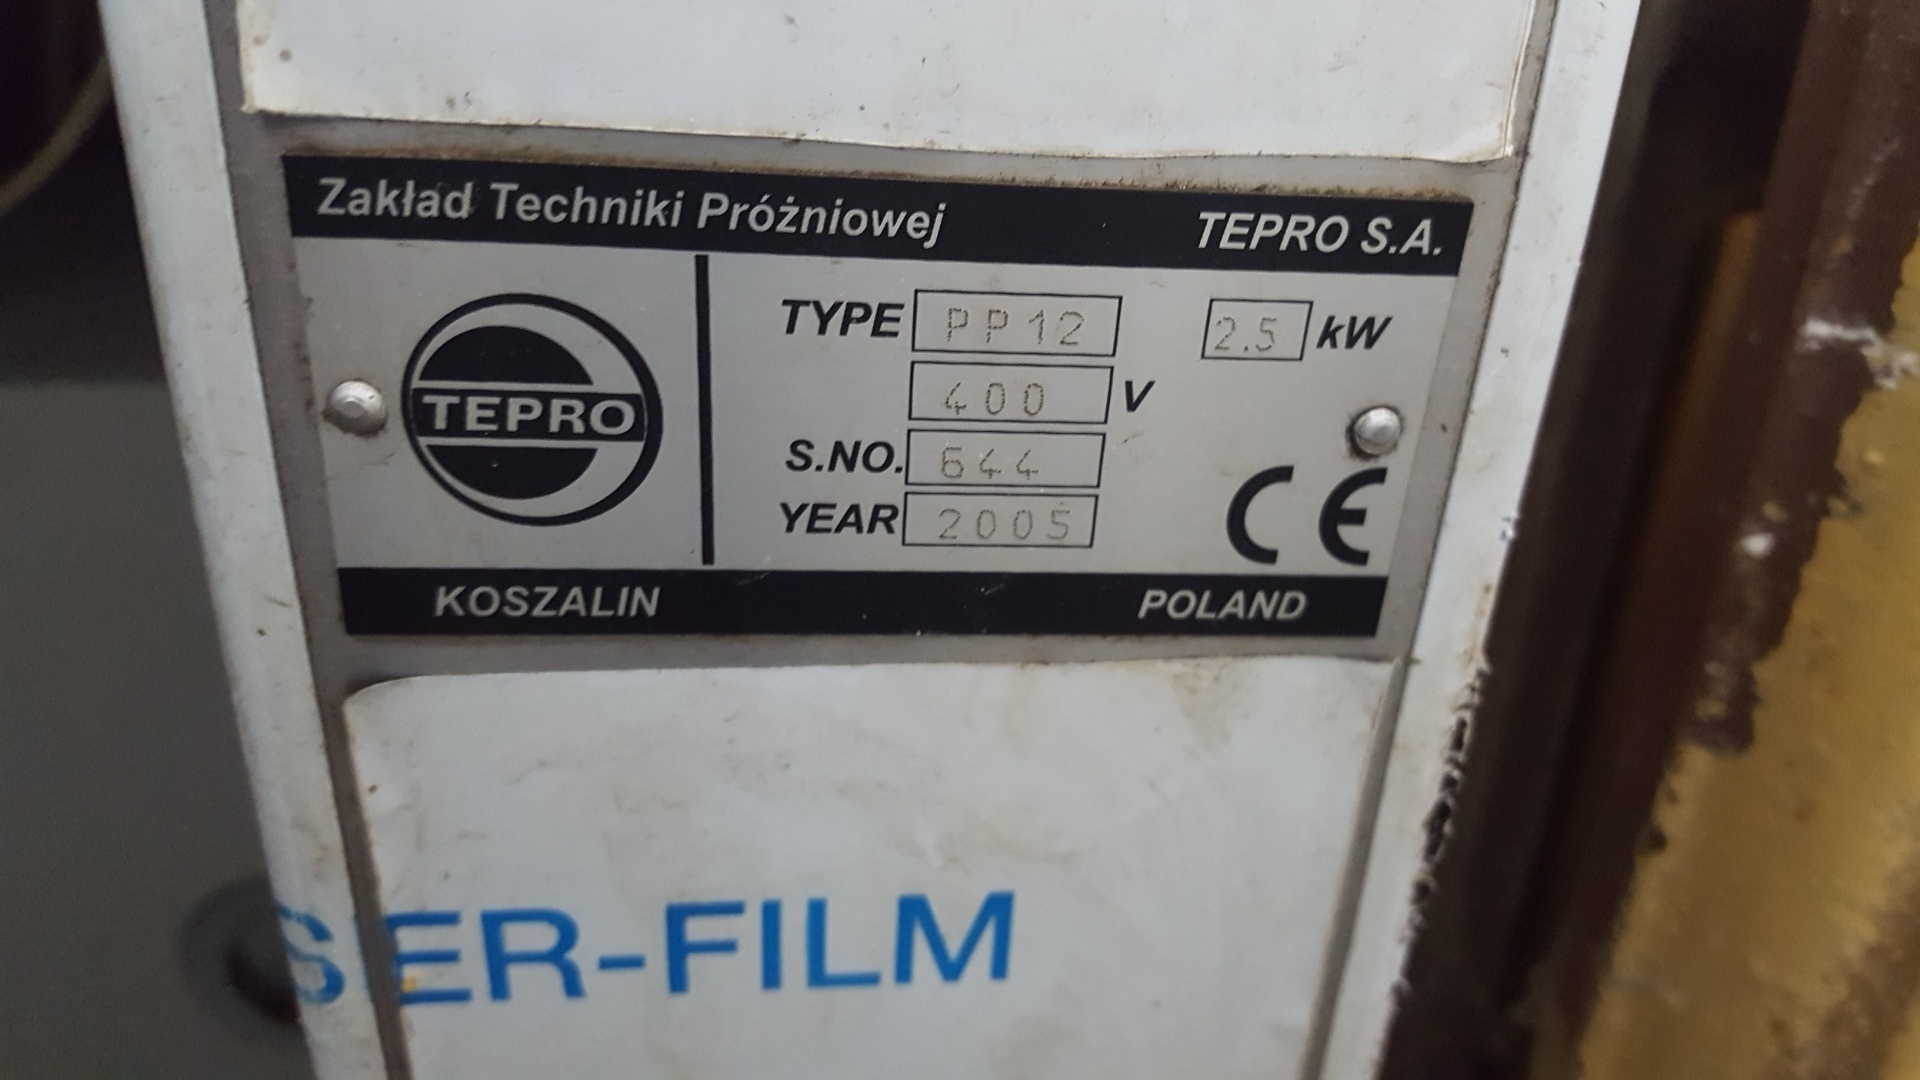 Zakład Techniki Próżniowej TEPRO S.A.
TEPRO
TYPE PP12 2.5 kW
400 V
S.NO. 644
YEAR 2005
CE
KOSZALIN POLAND
SER-FILM